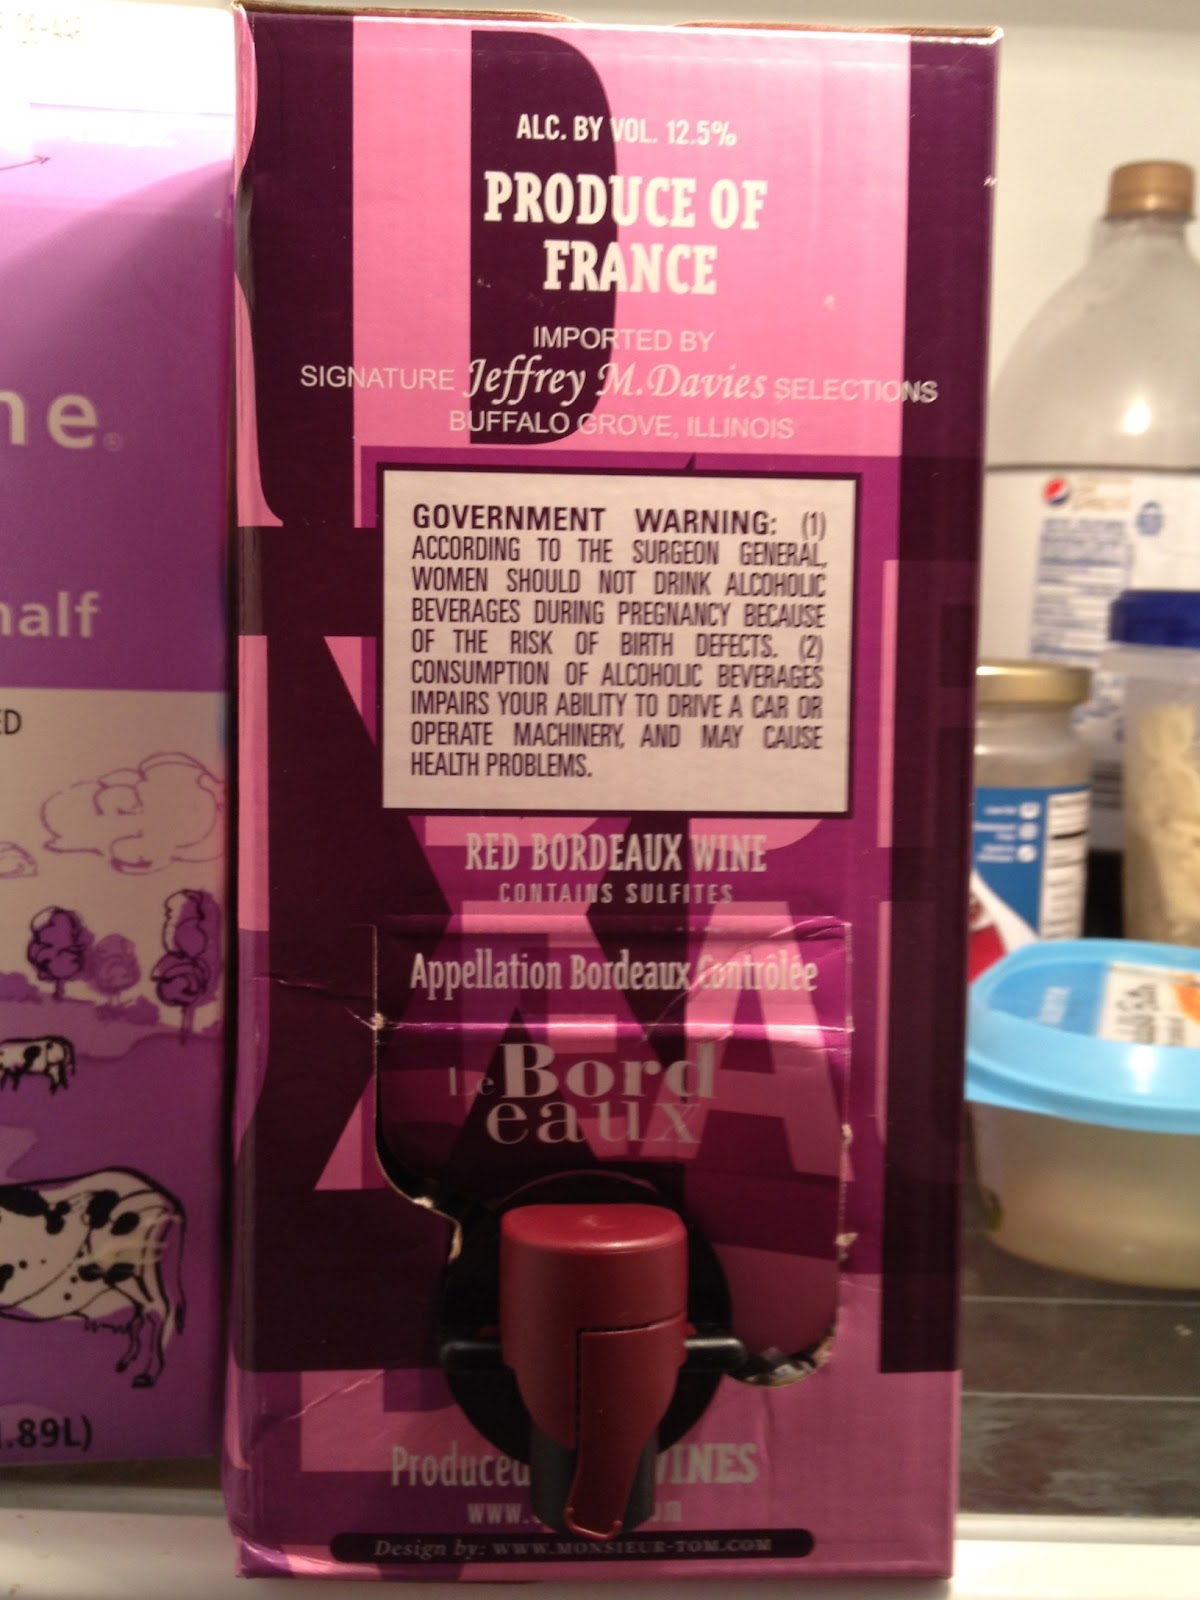 ALC. BY VOL. 12.5%
PRODUCE OF
FRANCE
IMPORTED BY
SIGNATURE Jeffrey M. Davies SELECTIONS
BUFFALO GROVE, ILLINOIS
GOVERNMENT WARNING: (1)
ACCORDING TO THE SURGEON GENERAL,
WOMEN SHOULD NOT DRINK ALCOHOLIC
BEVERAGES DURING PREGNANCY BECAUSE
OF THE RISK OF BIRTH DEFECTS. (2)
CONSUMPTION OF ALCOHOLIC BEVERAGES
IMPAIRS YOUR ABILITY TO DRIVE A CAR OR
OPERATE MACHINERY, AND MAY CAUSE
HEALTH PROBLEMS.
RED BORDEAUX WINE
CONTAINS SULFITES
Appellation Bordeaux Contrôlée
Le Bord
eaux
Produced
WINES
www.
Design by: WWW.MONSIEUR-TOM.COM
ne®
half
ED
1.89L)